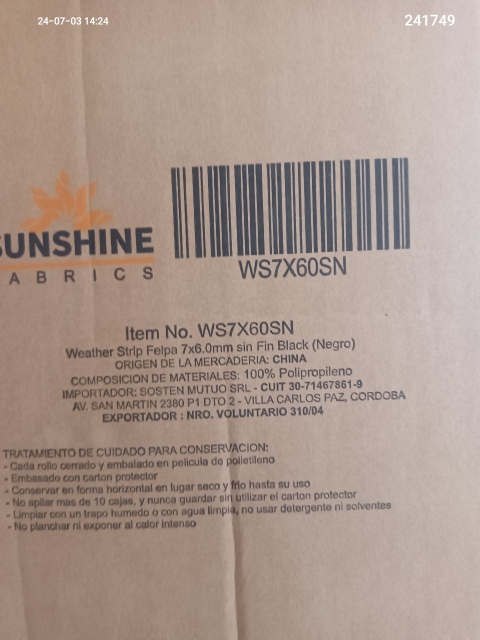 24-07-03 14:24
241749
SUNSHINE
FABRICS
WS7X60SN
Item No. WS7X60SN
Weather Strip Felpa 7x6.0mm sin Fin Black (Negro)
ORIGEN DE LA MERCADERIA: CHINA
COMPOSICION DE MATERIALES: 100% Polipropileno
IMPORTADOR: SOSTEN MUTUO SRL - CUIT 30-71467861-9
AV. SAN MARTIN 2380 P1 DTO 2 - VILLA CARLOS PAZ, CORDOBA
EXPORTADOR : NRO. VOLUNTARIO 310/04
TRATAMIENTO DE CUIDADO PARA CONSERVACION:
- Cada rollo cerrado y embalado en pelicula de polietileno
- Embasado con carton protector
- Conservar en forma horizontal en lugar seco y frio hasta su uso
- No apilar mas de 10 cajas, y nunca guardar sin utilizar el carton protector
- Limpiar con un trapo humedo o con agua limpia, no usar detergente ni solventes
- No planchar ni exponer al calor intenso